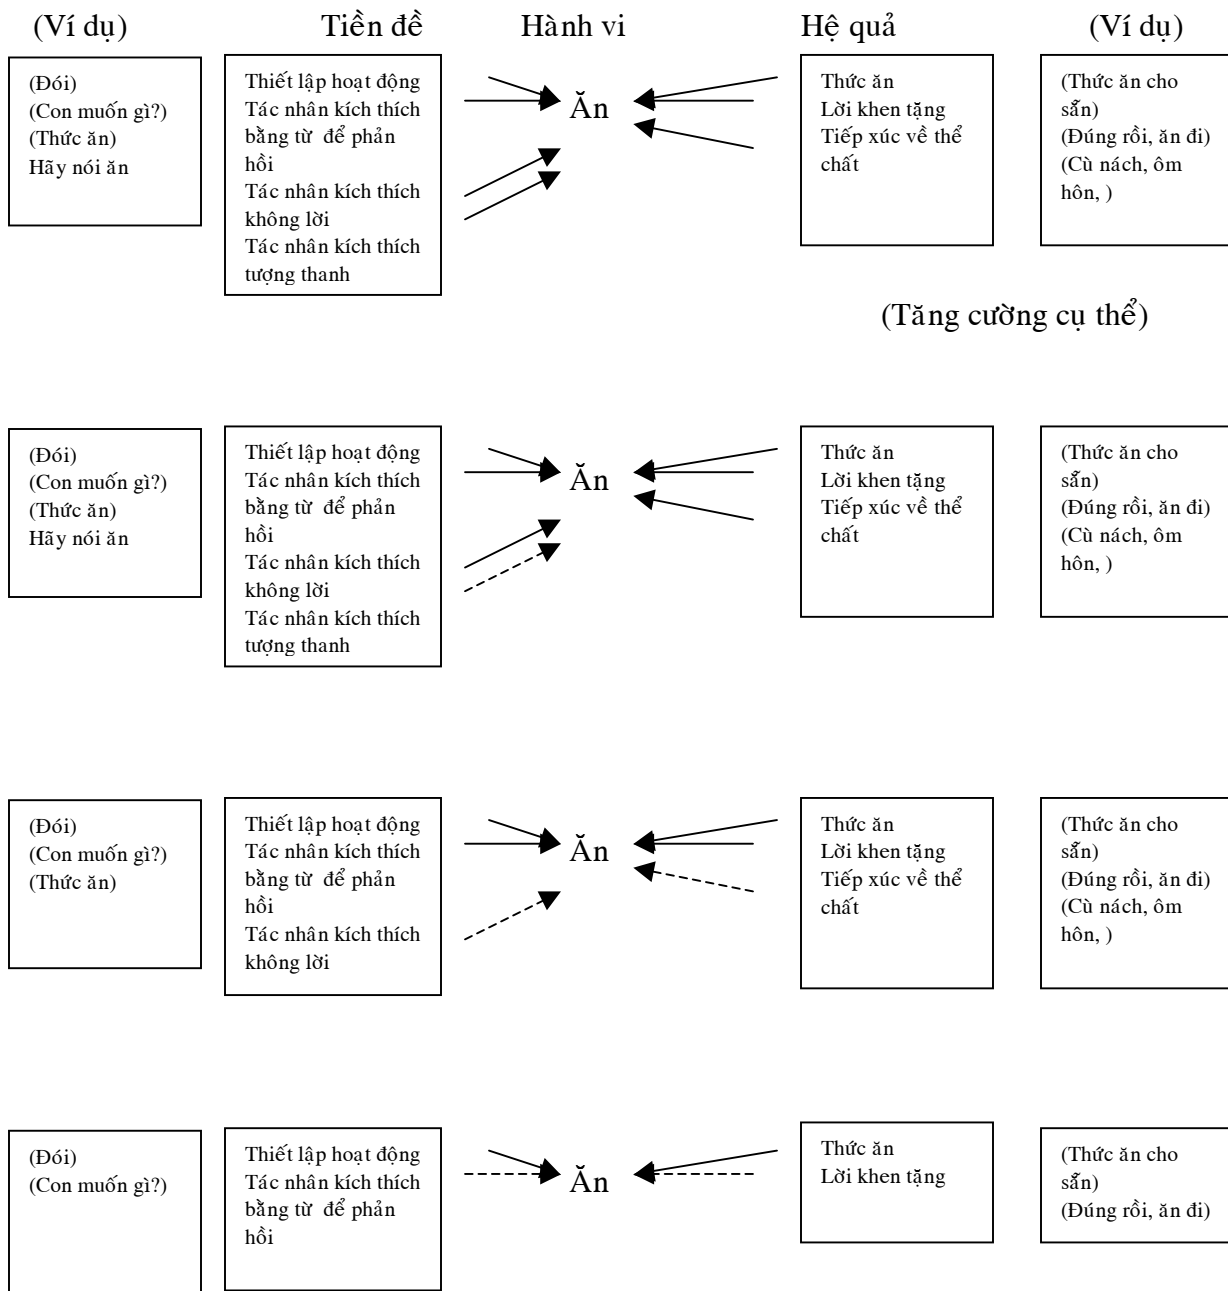 (Ví dụ) Tiền đề Hành vi Hệ quả (Ví dụ)
(Đói)
(Con muốn gì?)
(Thức ăn)
Hãy nói ăn
Thiết lập hoạt động
Tác nhân kích thích
bằng từ để phản
hồi
Tác nhân kích thích
không lời
Tác nhân kích thích
tượng thanh
Ăn
Thức ăn
Lời khen tặng
Tiếp xúc về thể
chất
(Thức ăn cho
sẵn)
(Đúng rồi, ăn đi)
(Cù nách, ôm
hôn, )
(Tăng cường cụ thể)
(Đói)
(Con muốn gì?)
(Thức ăn)
Hãy nói ăn
Thiết lập hoạt động
Tác nhân kích thích
bằng từ để phản
hồi
Tác nhân kích thích
không lời
Tác nhân kích thích
tượng thanh
Ăn
Thức ăn
Lời khen tặng
Tiếp xúc về thể
chất
(Thức ăn cho
sẵn)
(Đúng rồi, ăn đi)
(Cù nách, ôm
hôn, )
(Đói)
(Con muốn gì?)
(Thức ăn)
Thiết lập hoạt động
Tác nhân kích thích
bằng từ để phản
hồi
Tác nhân kích thích
không lời
Ăn
Thức ăn
Lời khen tặng
Tiếp xúc về thể
chất
(Thức ăn cho
sẵn)
(Đúng rồi, ăn đi)
(Cù nách, ôm
hôn, )
(Đói)
(Con muốn gì?)
Thiết lập hoạt động
Tác nhân kích thích
bằng từ để phản
hồi
Ăn
Thức ăn
Lời khen tặng
(Thức ăn cho
sẵn)
(Đúng rồi, ăn đi)